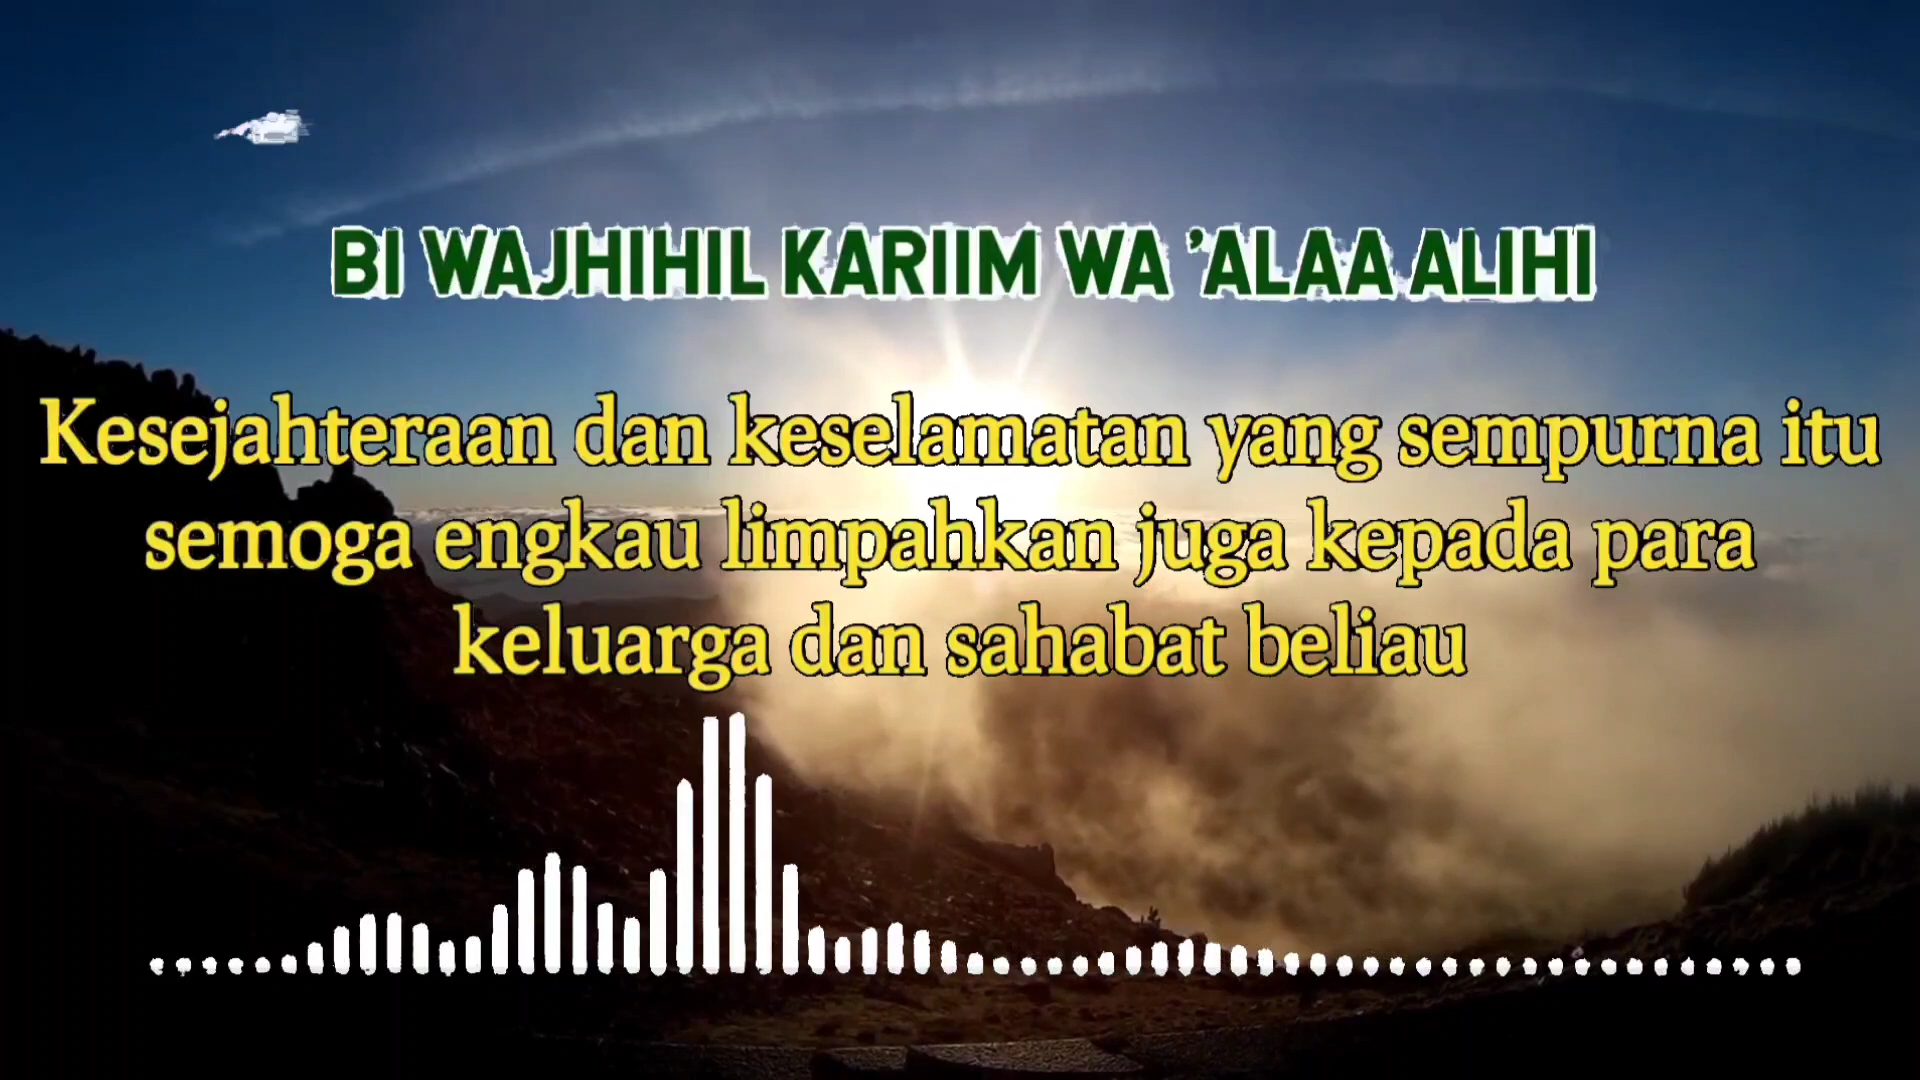 BI WAJHIHIL KARIIM WA 'ALAA ALIHI
Kesejahteraan dan keselamatan yang sempurna itu
semoga engkau limpahkan juga kepada para
keluarga dan sahabat beliau